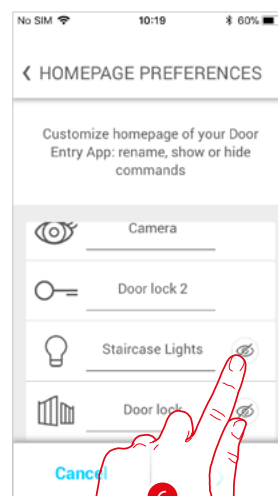 No SIM 10:19 60%
HOMEPAGE PREFERENCES
Customize homepage of your Door
Entry App: rename, show or hide
commands
Camera
Door lock 2
Staircase Lights
Door lock
Cancel
6